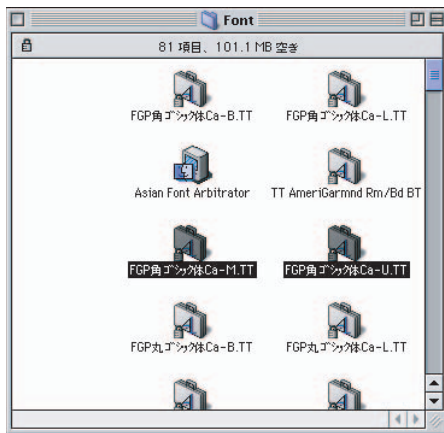 Font
81 項目、101.1 MB 空き
FGP角ｺﾞｼｯｸ体Ca-B.TT
FGP角ｺﾞｼｯｸ体Ca-L.TT
Asian Font Arbitrator
TT AmeriGarmnd Rm/Bd BT
FGP角ｺﾞｼｯｸ体Ca-M.TT
FGP角ｺﾞｼｯｸ体Ca-U.TT
FGP丸ｺﾞｼｯｸ体Ca-B.TT
FGP丸ｺﾞｼｯｸ体Ca-L.TT